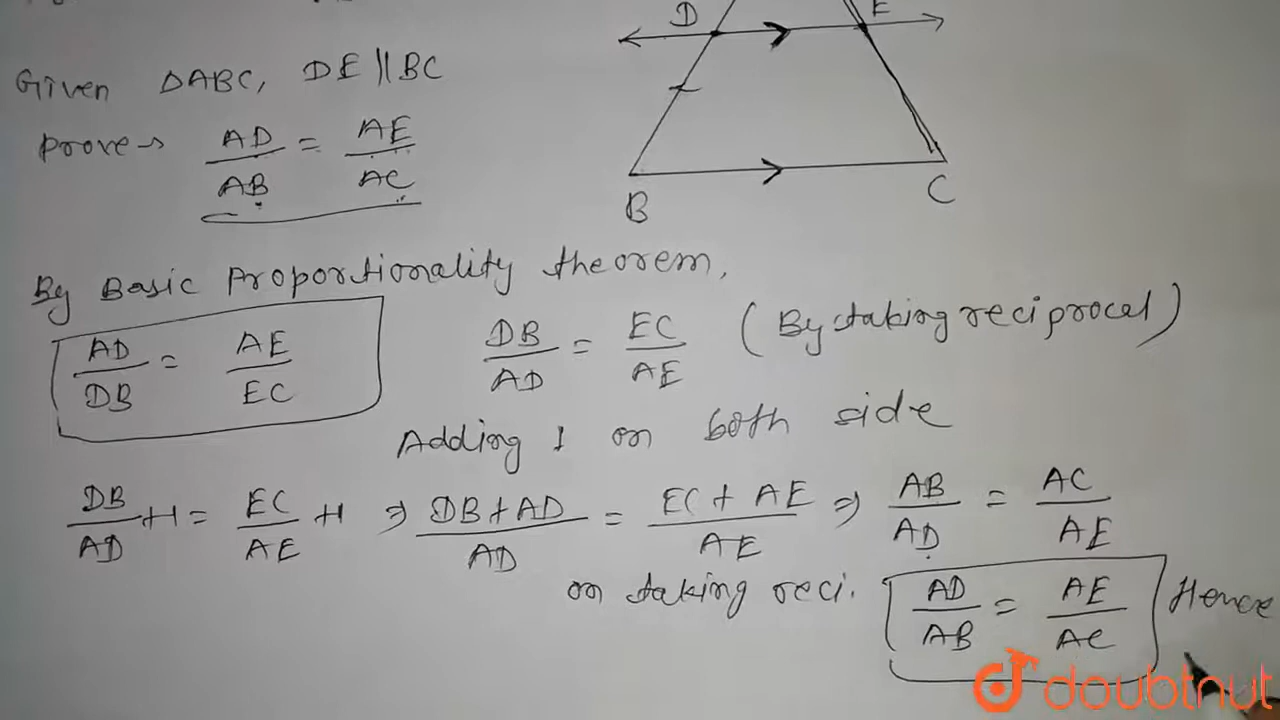 D E
Given ΔABC, DE || BC
Prove → AD/AB = AE/AC
B C
By Basic Proportionality theorem,
AD/DB = AE/EC DB/AD = EC/AE (By taking reciprocal)
Adding 1 on both side
DB/AD + 1 = EC/AE + 1 ⇒ DB + AD/AD = EC + AE/AE ⇒ AB/AD = AC/AE
on taking reci. AD/AB = AE/AC Hence
doubtnut